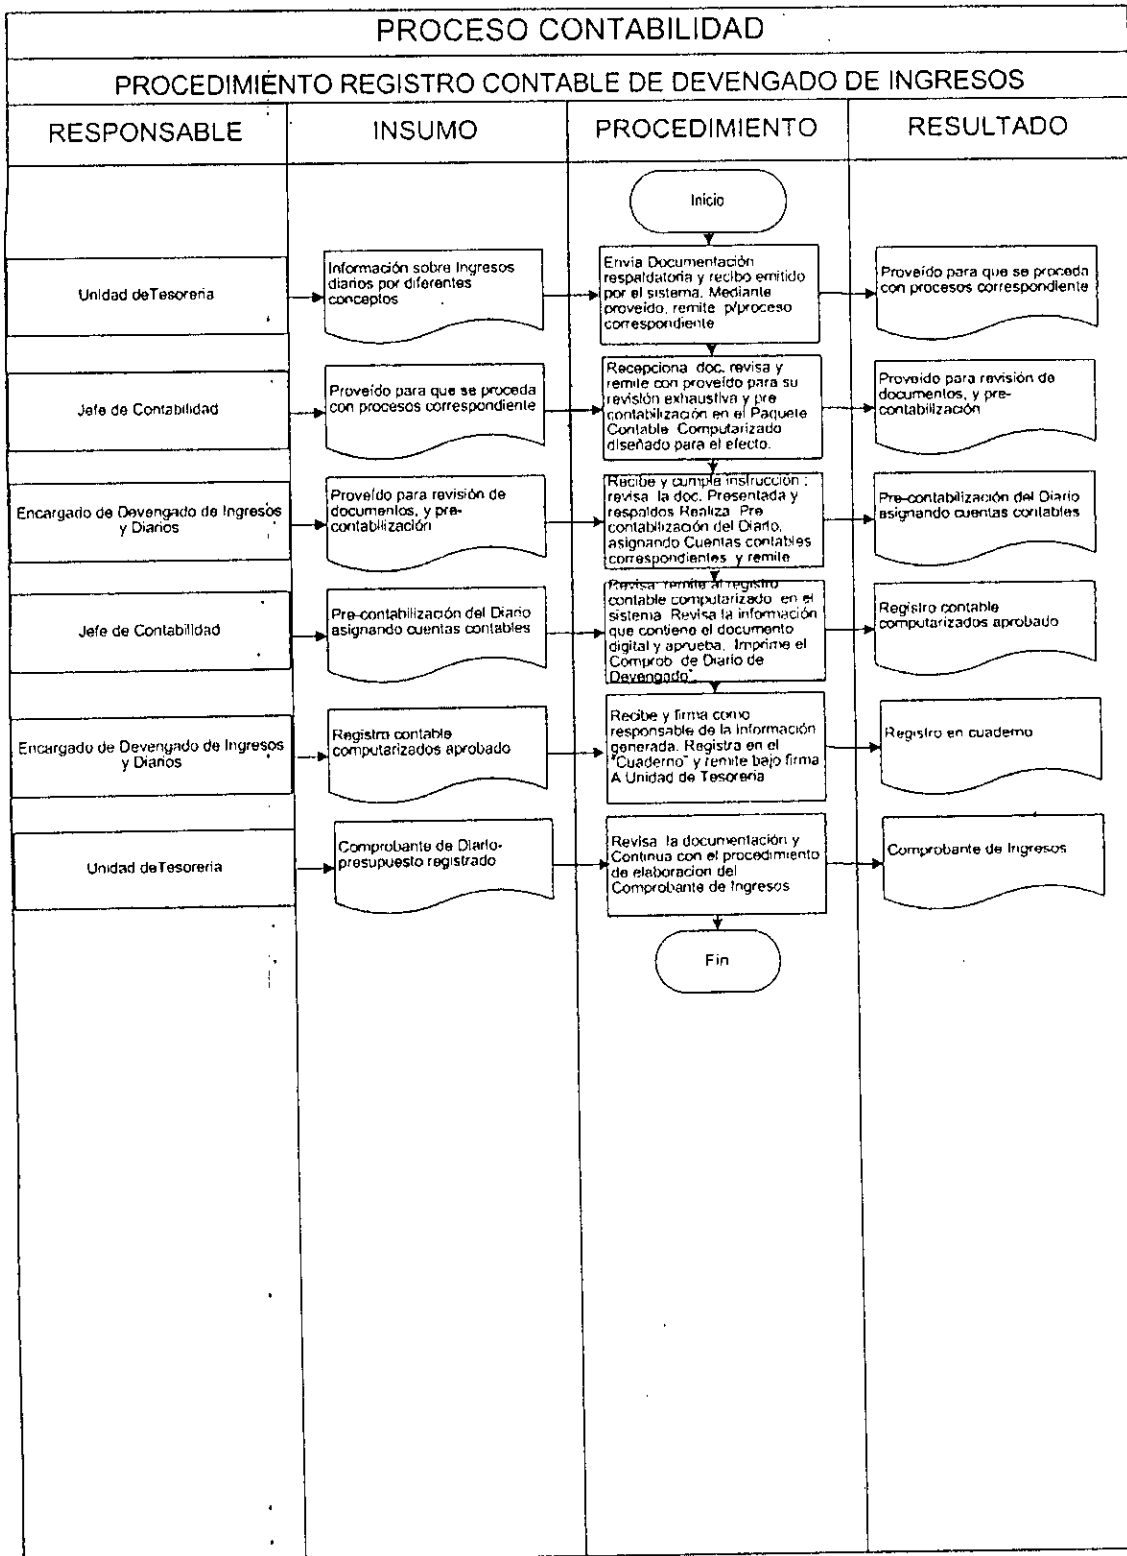 PROCESO CONTABILIDAD
PROCEDIMIENTO REGISTRO CONTABLE DE DEVENGADO DE INGRESOS
RESPONSABLE
INSUMO
PROCEDIMIENTO
RESULTADO
Inicio
Unidad deTesoreria
Información sobre Ingresos
diarios por diferentes
conceptos
Envia Documentación
respaldatoria y recibo emitido
por el sistema. Mediante
proveido, remite p/proceso
correspondiente
Proveído para que se proceda
con procesos correspondiente
Jefe de Contabilidad
Proveído para que se proceda
con procesos correspondiente
Recepciona doc. revisa y
remite con proveído para su
revisión exhaustiva y pre
contabilización en el Paquete
Contable Computarizado
diseñado para el efecto.
Proveido para revisión de
documentos, y pre-
contabilización
Encargado de Devengado de Ingresos
y Diarios
Proveído para revisión de
documentos, y pre-
contabilización
Recibe y cumple instrucción ;
revisa la doc. Presentada y
respaldos Realiza Pre
contabilización del Diario,
asignando Cuentas contables
correspondientes y remite
Pre-contabilización del Diario
asignando cuentas contables
Jefe de Contabilidad
Pre-contabilización del Diario
asignando cuentas contables
Revisa remite al registro
contable computarizado en el
sistema Revisa la información
que contiene el documento
digital y aprueba. Imprime el
Comprob de Diario de
Devengado"
Registro contable
computarizados aprobado
Encargado de Devengado de Ingresos
y Diarios
Registro contable
computarizados aprobado
Recibe y firma como
responsable de la información
generada. Registra en el
"Cuaderno" y remite bajo firma
A Unidad de Tesoreria
Registro en cuaderno
Unidad deTesoreria
Comprobante de Diario-
presupuesto registrado
Revisa la documentación y
Continua con el procedimiento
de elaboracion del
Comprobante de Ingresos
Comprobante de Ingresos
Fin